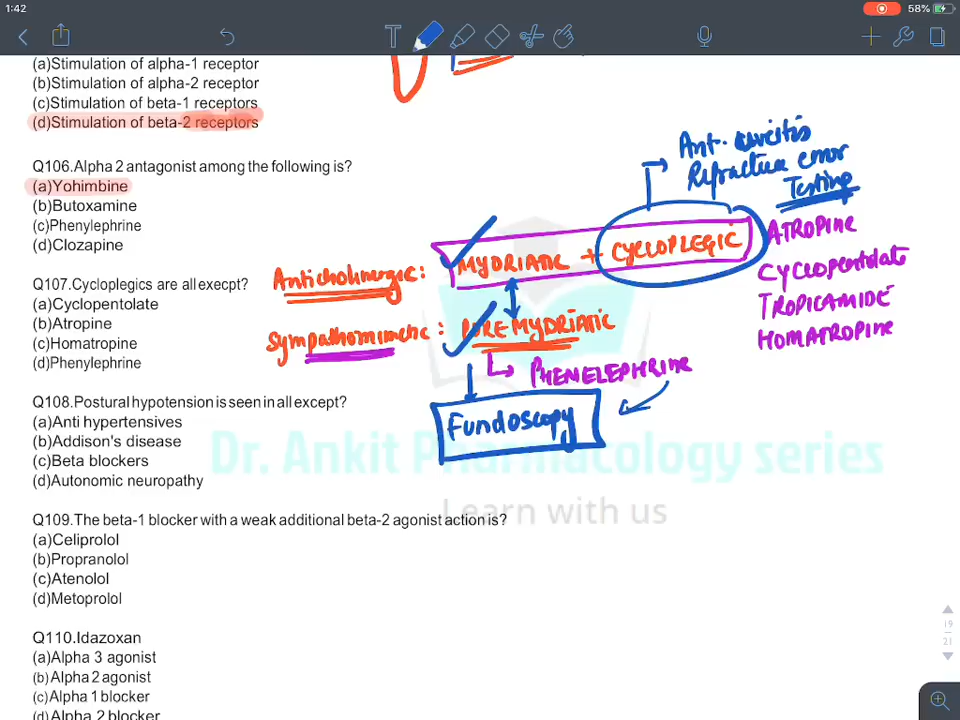 1:42
58%
T
(a)Stimulation of alpha-1 receptor
(b)Stimulation of alpha-2 receptor
(c)Stimulation of beta-1 receptors
(d)Stimulation of beta-2 receptors
Q106.Alpha 2 antagonist among the following is?
(a)Yohimbine
(b)Butoxamine
(c)Phenylephrine
(d)Clozapine
Q107.Cycloplegics are all execpt?
(a)Cyclopentolate
(b)Atropine
(c)Homatropine
(d)Phenylephrine
Q108.Postural hypotension is seen in all except?
(a)Anti hypertensives
(b)Addison's disease
(c)Beta blockers
(d)Autonomic neuropathy
Q109.The beta-1 blocker with a weak additional beta-2 agonist action is?
(a)Celiprolol
(b)Propranolol
(c)Atenolol
(d)Metoprolol
Q110.Idazoxan
(a)Alpha 3 agonist
(b)Alpha 2 agonist
(c)Alpha 1 blocker
(d)Alpha 2 blocker
Ant.
Refractive error
Testing
Anticholinergic: MYDRIATIC + CYCLOPLEGIC
ATROPINE
CYCLOpentolate
TROPICAMIDE
HOMATROPINE
Sympathomimetic: PURE MYDRIATIC
PHENELEPHRINE
Fundoscopy
Dr. Ankit Pharmacology series
Learn with us
19
21